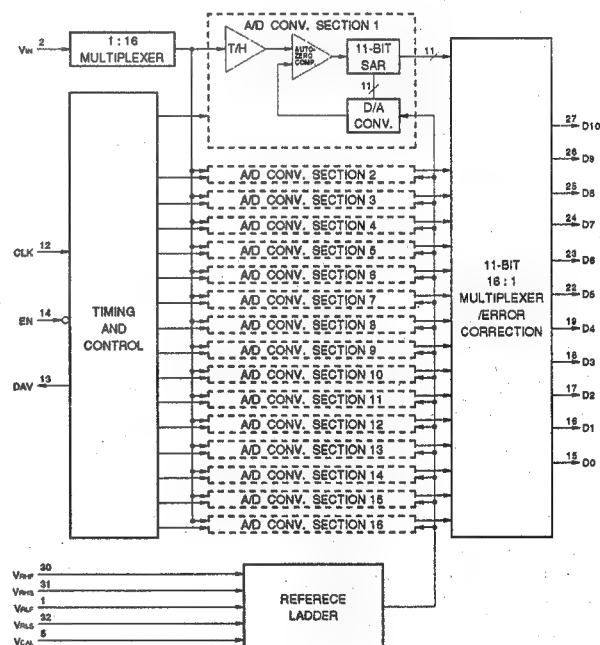 A/D CONV. SECTION 1
VIN 2
1:16
MULTIPLEXER
T/H
AUTO-
ZERO
COMP.
11-BIT
SAR
11
11
D/A
CONV.
A/D CONV. SECTION 2
A/D CONV. SECTION 3
A/D CONV. SECTION 4
A/D CONV. SECTION 5
A/D CONV. SECTION 6
A/D CONV. SECTION 7
A/D CONV. SECTION 8
A/D CONV. SECTION 9
A/D CONV. SECTION 10
A/D CONV. SECTION 11
A/D CONV. SECTION 12
A/D CONV. SECTION 13
A/D CONV. SECTION 14
A/D CONV. SECTION 15
A/D CONV. SECTION 16
CLK 12
EN 14
DAV 13
TIMING
AND
CONTROL
11-BIT
16:1
MULTIPLEXER
/ERROR
CORRECTION
27 D10
26 D9
25 D8
24 D7
23 D6
22 D5
19 D4
18 D3
17 D2
16 D1
15 D0
VRHF 30
VRHS 31
VRLF 1
VRLS 32
VCAL 5
REFERECE
LADDER